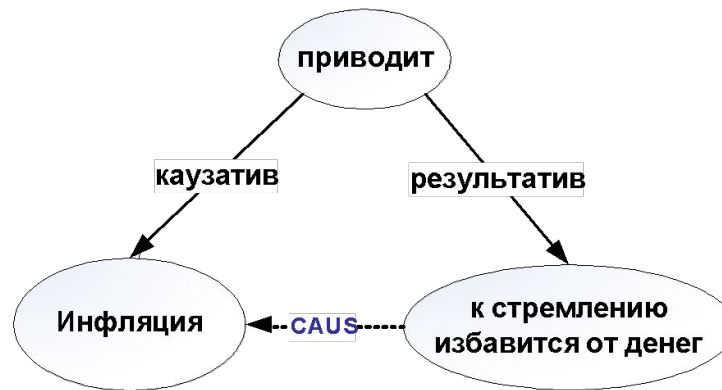 приводит
каузатив
результатив
Инфляция
CAUS
к стремлению
избавится от денег